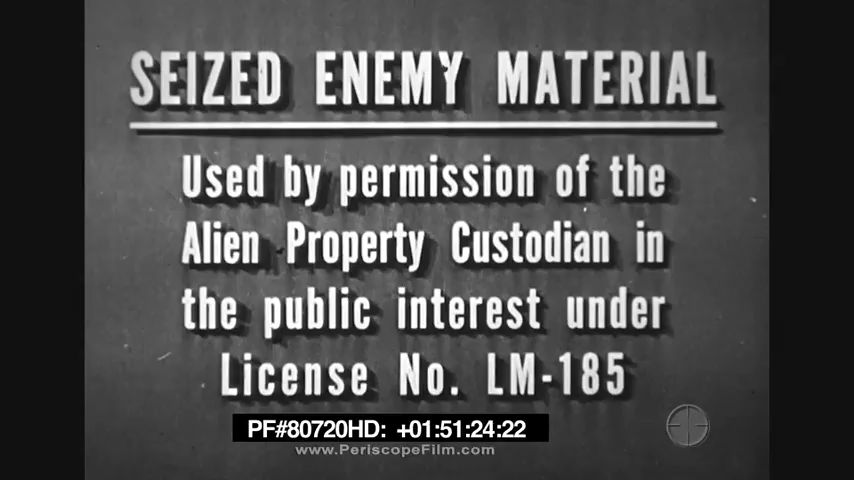 SEIZED ENEMY MATERIAL
Used by permission of the
Alien Property Custodian in
the public interest under
License No. LM-185
PF#80720HD: +01:51:24:22
www.PeriscopeFilm.com